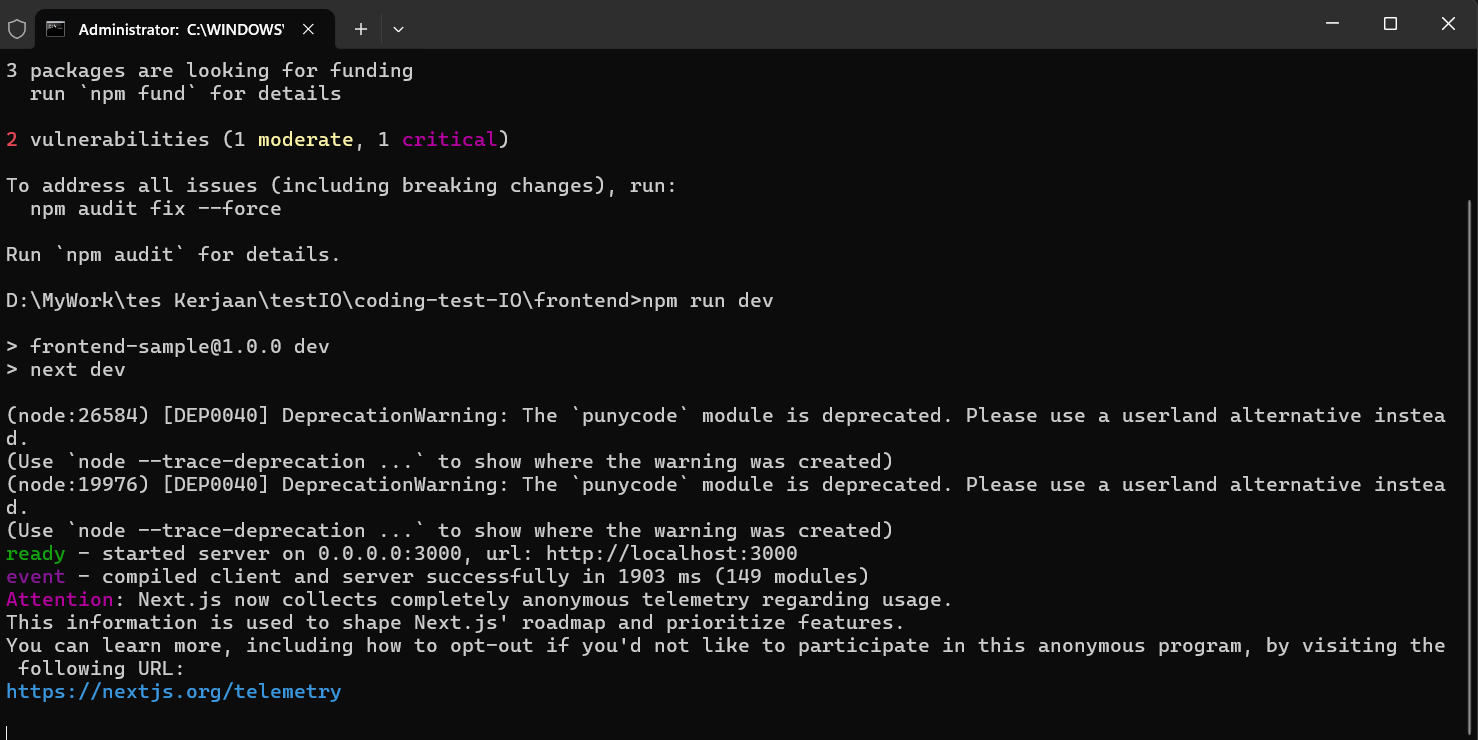 Administrator: C:\WINDOWS\
3 packages are looking for funding
  run `npm fund` for details
2 vulnerabilities (1 moderate, 1 critical)
To address all issues (including breaking changes), run:
  npm audit fix --force
Run `npm audit` for details.
D:\MyWork\tes Kerjaan\testIO\coding-test-IO\frontend>npm run dev
> frontend-sample@1.0.0 dev
> next dev
(node:26584) [DEP0040] DeprecationWarning: The `punycode` module is deprecated. Please use a userland alternative instea
d.
(Use `node --trace-deprecation ...` to show where the warning was created)
(node:19976) [DEP0040] DeprecationWarning: The `punycode` module is deprecated. Please use a userland alternative instea
d.
(Use `node --trace-deprecation ...` to show where the warning was created)
ready - started server on 0.0.0.0:3000, url: http://localhost:3000
event - compiled client and server successfully in 1903 ms (149 modules)
Attention: Next.js now collects completely anonymous telemetry regarding usage.
This information is used to shape Next.js' roadmap and prioritize features.
You can learn more, including how to opt-out if you'd not like to participate in this anonymous program, by visiting the
 following URL:
https://nextjs.org/telemetry